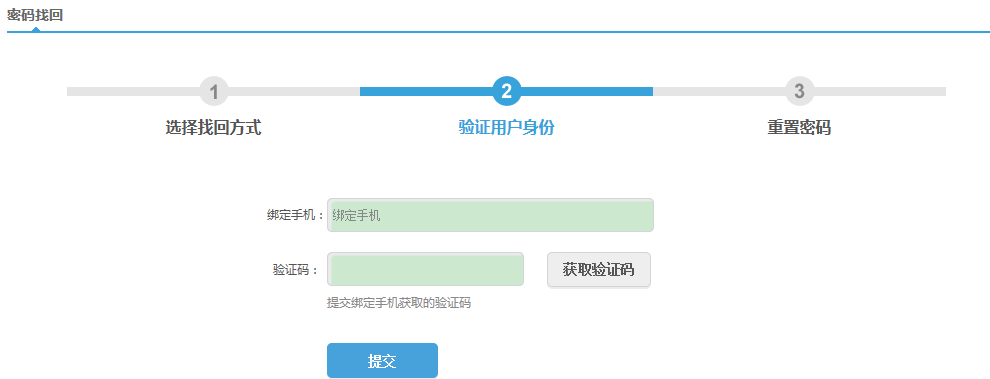 密码找回
1 2 3
选择找回方式 验证用户身份 重置密码
绑定手机： 绑定手机
验证码： 获取验证码
提交绑定手机获取的验证码
提交